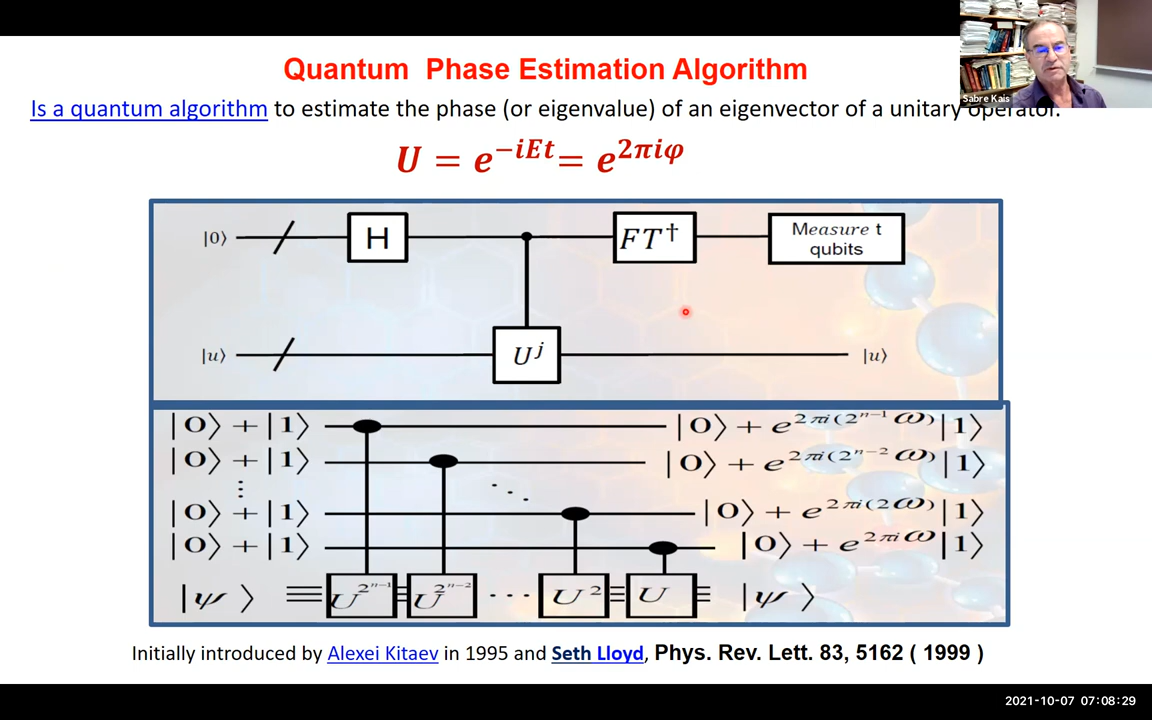 Quantum Phase Estimation Algorithm
Sabre Kais
Is a quantum algorithm to estimate the phase (or eigenvalue) of an eigenvector of a unitary operator.
U = e^{-iEt} = e^{2πiφ}
|0⟩ H FT† Measure t qubits
|u⟩ U^j |u⟩
|0⟩ + |1⟩ |0⟩ + e^{2πi(2^{n-1}ω)}|1⟩
|0⟩ + |1⟩ |0⟩ + e^{2πi(2^{n-2}ω)}|1⟩
⋮ ⋱
|0⟩ + |1⟩ |0⟩ + e^{2πi(2ω)}|1⟩
|0⟩ + |1⟩ |0⟩ + e^{2πiω}|1⟩
|ψ⟩ U^{2^{n-1}} U^{2^{n-2}} ··· U^2 U |ψ⟩
Initially introduced by Alexei Kitaev in 1995 and Seth Lloyd, Phys. Rev. Lett. 83, 5162 ( 1999 )
2021-10-07 07:08:29